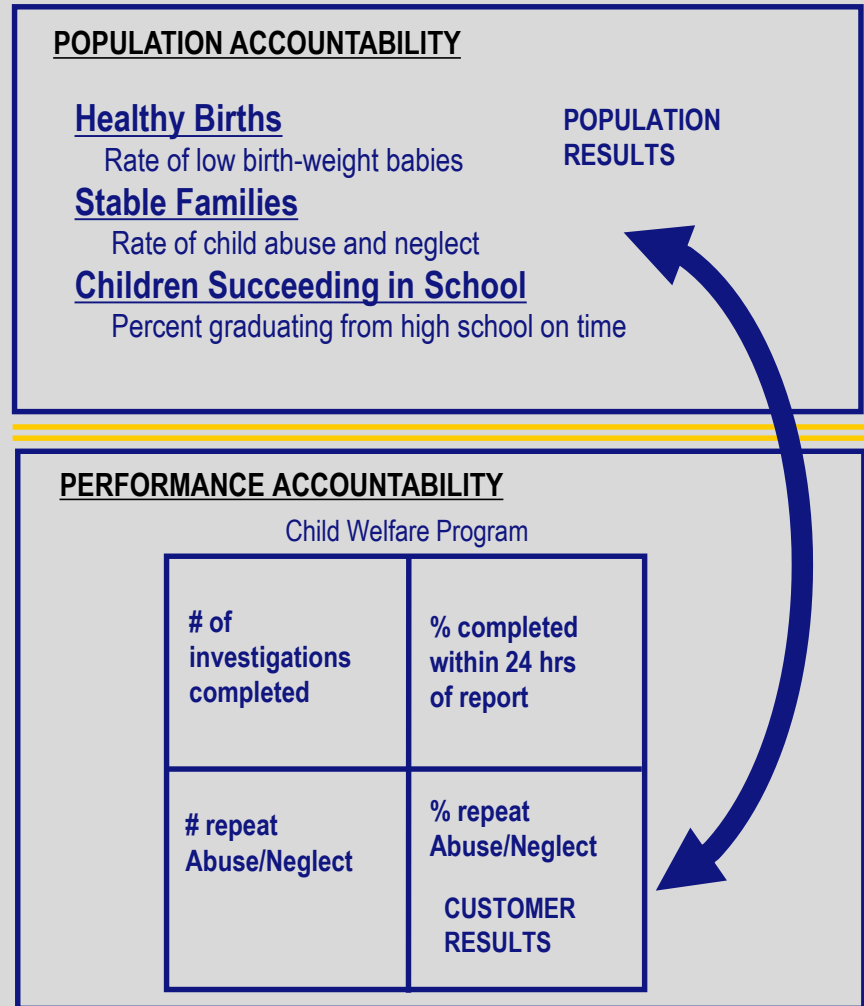 POPULATION ACCOUNTABILITY
Healthy Births
Rate of low birth-weight babies
Stable Families
Rate of child abuse and neglect
Children Succeeding in School
Percent graduating from high school on time
POPULATION
RESULTS
PERFORMANCE ACCOUNTABILITY
Child Welfare Program
# of
investigations
completed
% completed
within 24 hrs
of report
# repeat
Abuse/Neglect
% repeat
Abuse/Neglect
CUSTOMER
RESULTS